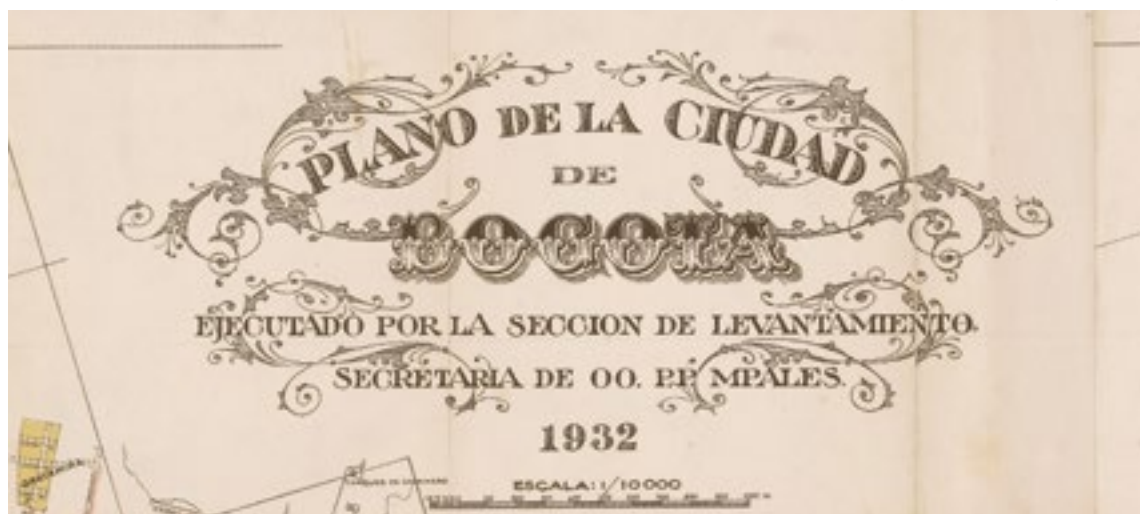 PLANO DE LA CIUDAD
DE
BOGOTA
EJECUTADO POR LA SECCION DE LEVANTAMIENTO.
SECRETARIA DE OO. P.P. MPALES.
1932
ESCALA: 1/10000